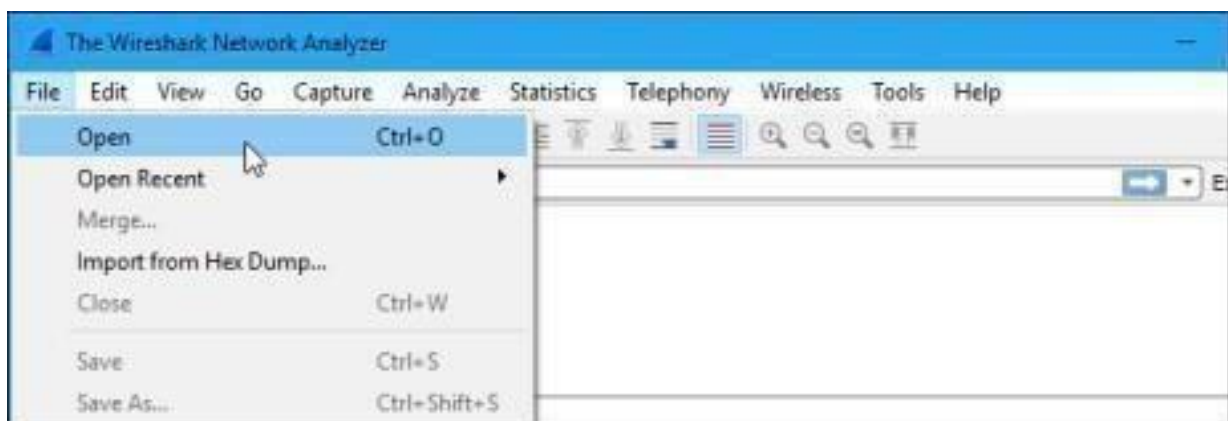 The Wireshark Network Analyzer
File Edit View Go Capture Analyze Statistics Telephony Wireless Tools Help
Open Ctrl+O
Open Recent
Merge...
Import from Hex Dump...
Close Ctrl+W
Save Ctrl+S
Save As... Ctrl+Shift+S